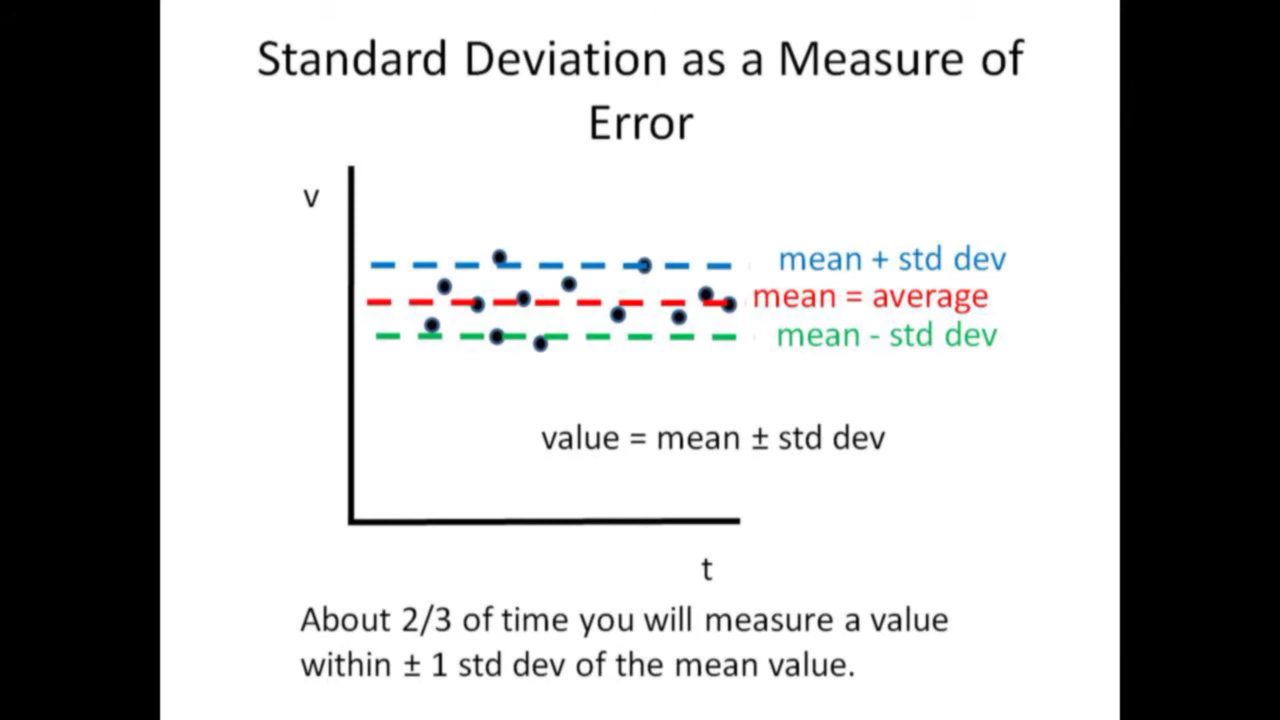 Standard Deviation as a Measure of
Error
v
mean + std dev
mean = average
mean - std dev
value = mean ± std dev
t
About 2/3 of time you will measure a value
within ± 1 std dev of the mean value.